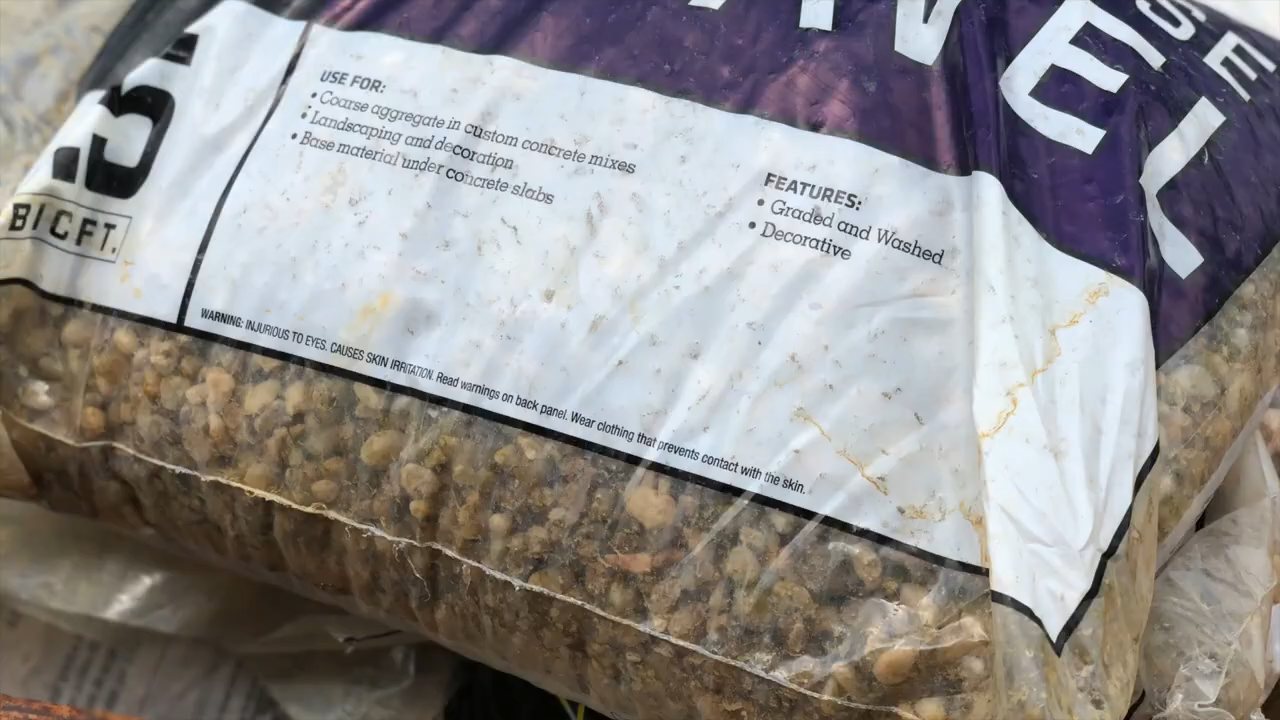 USE FOR:
• Coarse aggregate in custom concrete mixes
• Landscaping and decoration
• Base material under concrete slabs
FEATURES:
• Graded and Washed
• Decorative
WARNING: INJURIOUS TO EYES. CAUSES SKIN IRRITATION. Read warnings on back panel. Wear clothing that prevents contact with the skin.